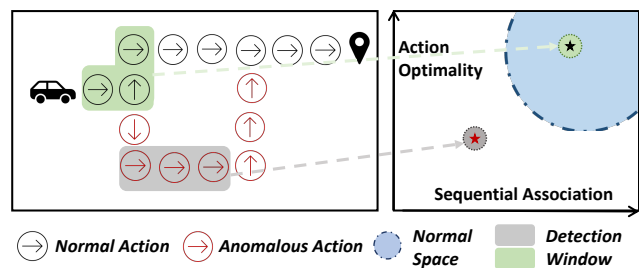 Action
Optimality
Sequential Association
Normal Action
Anomalous Action
Normal
Space
Detection
Window